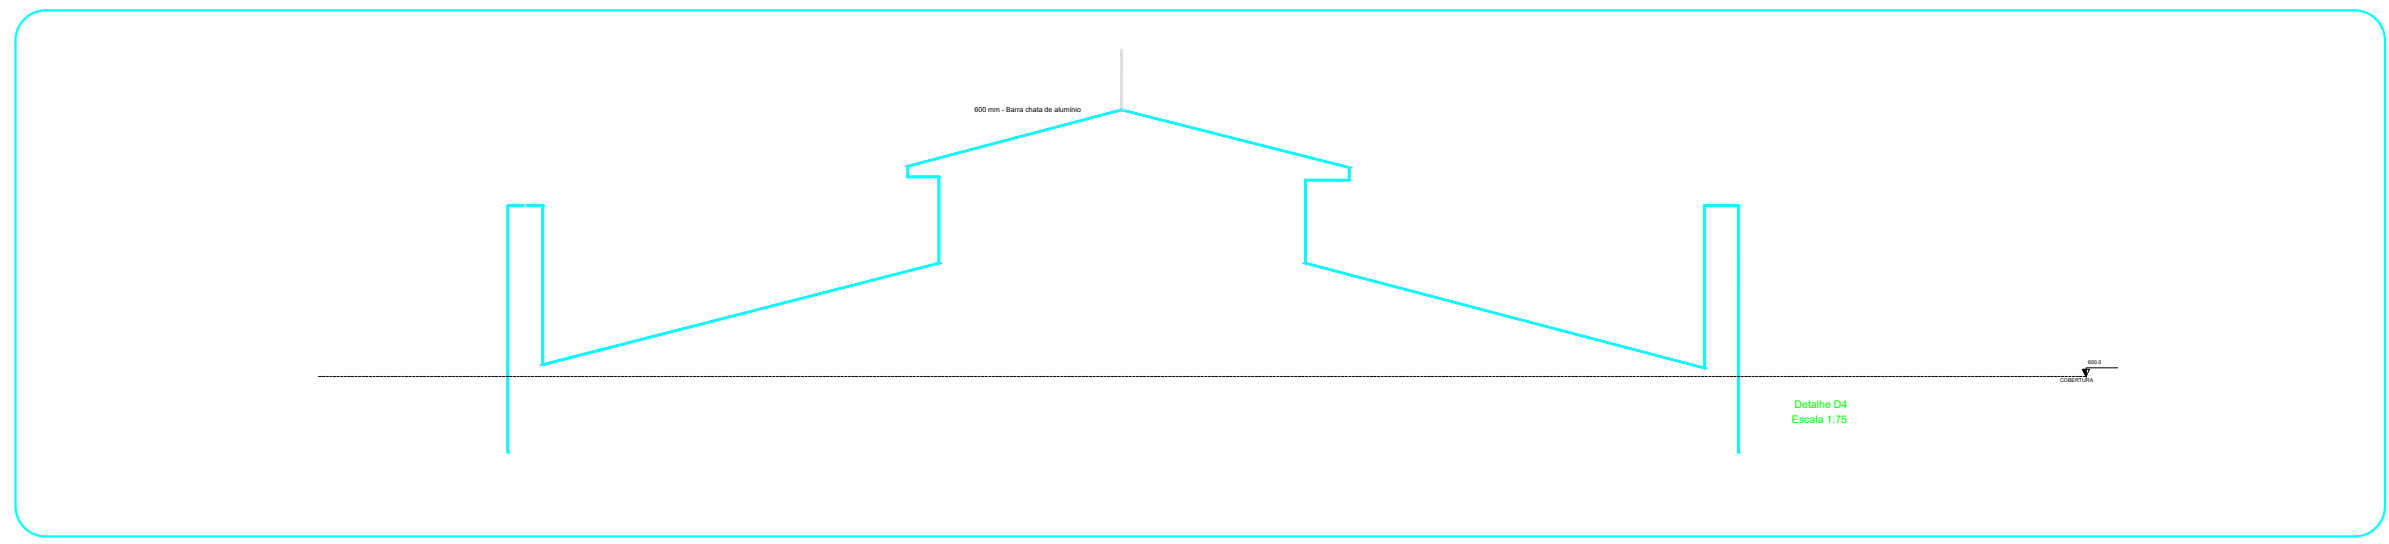 600 mm - Barra chata de alumínio
600.0
COBERTURA
Detalhe D4
Escala 1:75